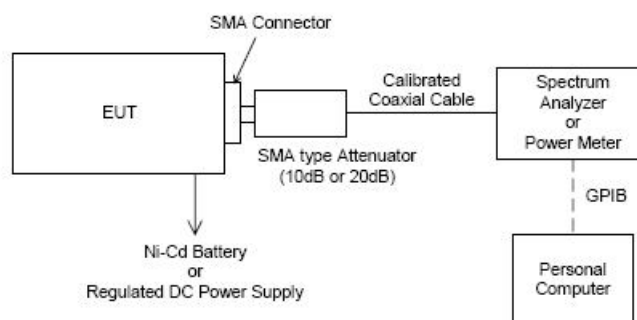 SMA Connector
EUT
SMA type Attenuator
(10dB or 20dB)
Calibrated
Coaxial Cable
Spectrum
Analyzer
or
Power Meter
GPIB
Ni-Cd Battery
or
Regulated DC Power Supply
Personal
Computer